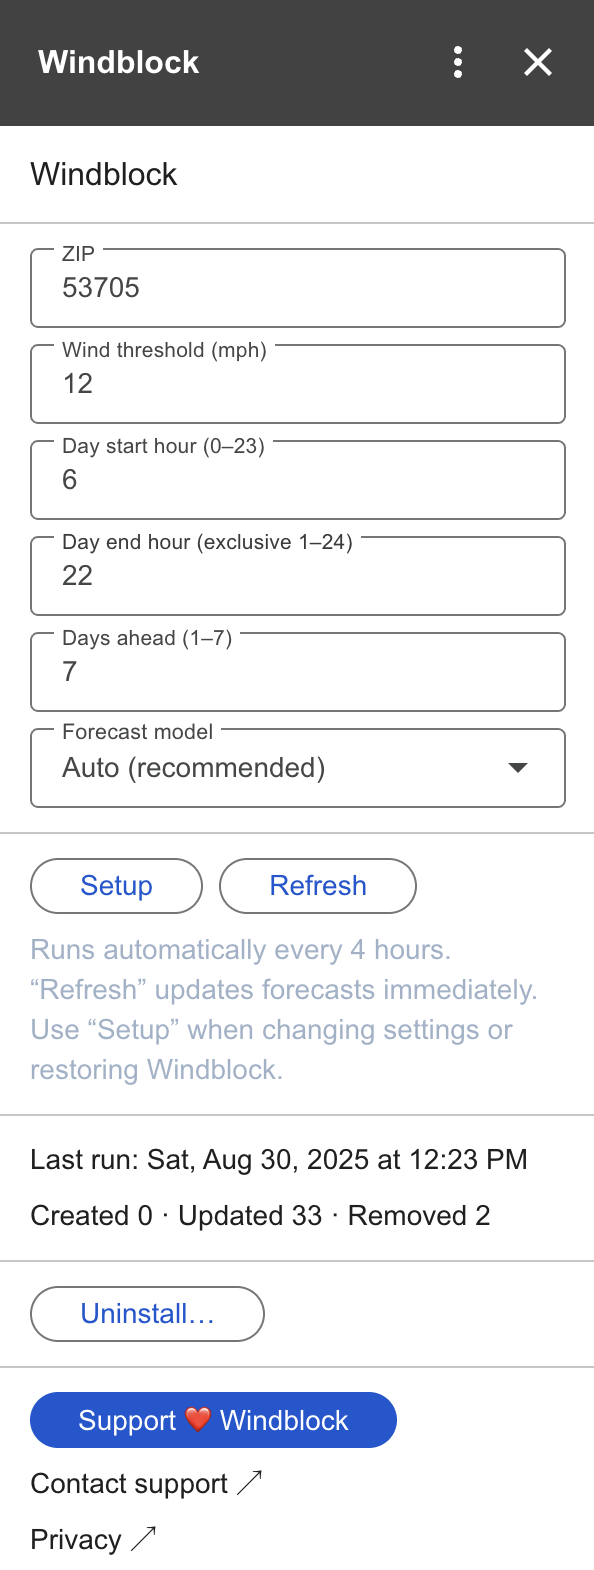 Windblock
Windblock
ZIP
53705
Wind threshold (mph)
12
Day start hour (0–23)
6
Day end hour (exclusive 1–24)
22
Days ahead (1–7)
7
Forecast model
Auto (recommended)
Setup Refresh
Runs automatically every 4 hours.
“Refresh” updates forecasts immediately.
Use “Setup” when changing settings or
restoring Windblock.
Last run: Sat, Aug 30, 2025 at 12:23 PM
Created 0 · Updated 33 · Removed 2
Uninstall…
Support ❤️ Windblock
Contact support ↗
Privacy ↗